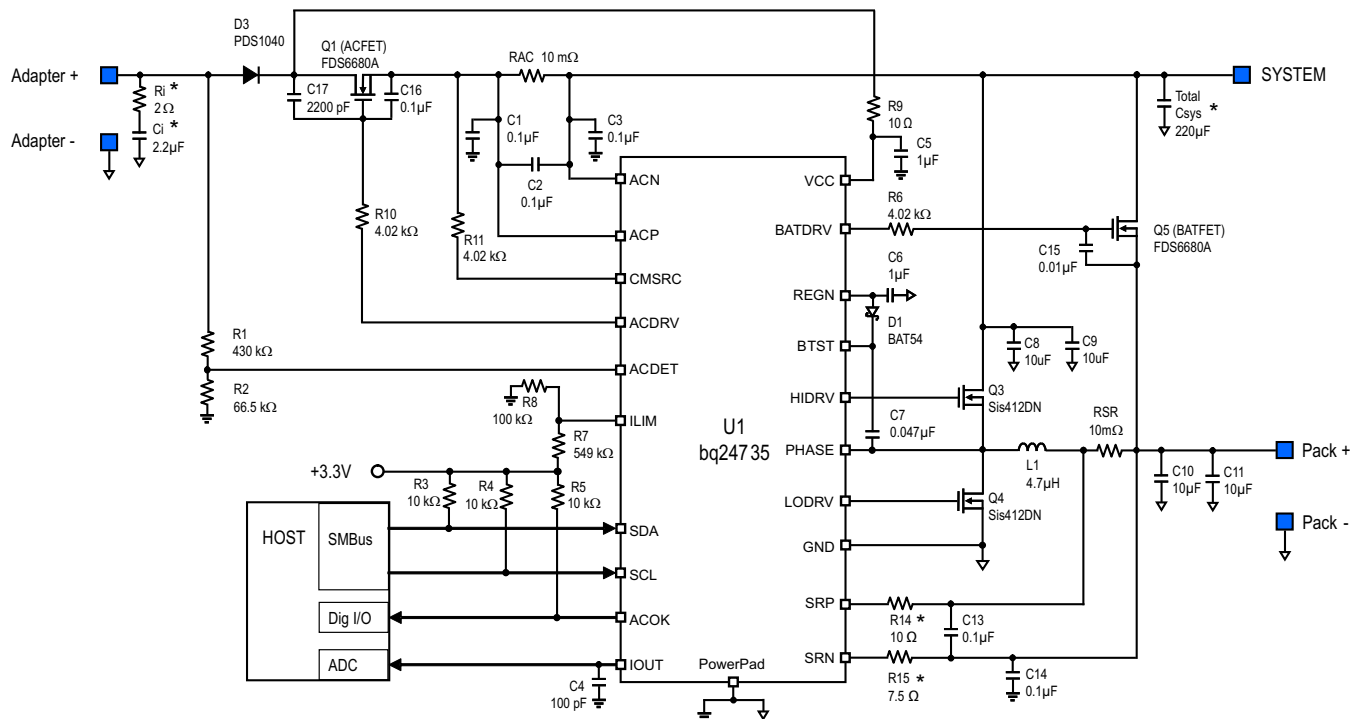 D3
PDS1040
Q1 (ACFET)
FDS6680A
RAC 10 mΩ
Adapter +
SYSTEM
Ri *
2Ω
Ci *
2.2µF
Adapter -
C17
2200 pF
C16
0.1µF
C1
0.1µF
C3
0.1µF
C2
0.1µF
R9
10 Ω
C5
1µF
Total
Csys *
220µF
R10
4.02 kΩ
R11
4.02 kΩ
ACN
ACP
CMSRC
ACDRV
ACDET
ILIM
SDA
SCL
ACOK
IOUT
U1
bq24735
PowerPad
VCC
BATDRV
REGN
BTST
HIDRV
PHASE
LODRV
GND
SRP
SRN
R6
4.02 kΩ
C15
0.01µF
Q5 (BATFET)
FDS6680A
C6
1µF
D1
BAT54
C8
10uF
C9
10uF
R1
430 kΩ
R2
66.5 kΩ
R8
100 kΩ
R7
549 kΩ
Q3
Sis412DN
C7
0.047µF
L1
4.7µH
RSR
10mΩ
Pack +
C10
10µF
C11
10µF
Pack -
Q4
Sis412DN
+3.3V
R3
10 kΩ
R4
10 kΩ
R5
10 kΩ
HOST
SMBus
Dig I/O
ADC
C4
100 pF
R14 *
10 Ω
C13
0.1µF
R15 *
7.5 Ω
C14
0.1µF